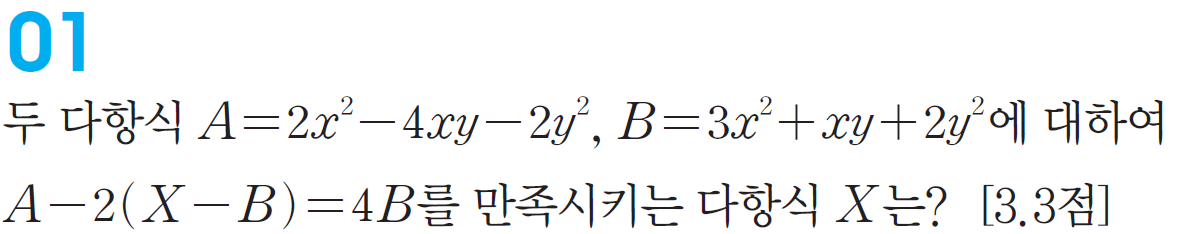 01
두 다항식 A=2x²-4xy-2y², B=3x²+xy+2y²에 대하여
A-2(X-B)=4B를 만족시키는 다항식 X는? [3.3점]